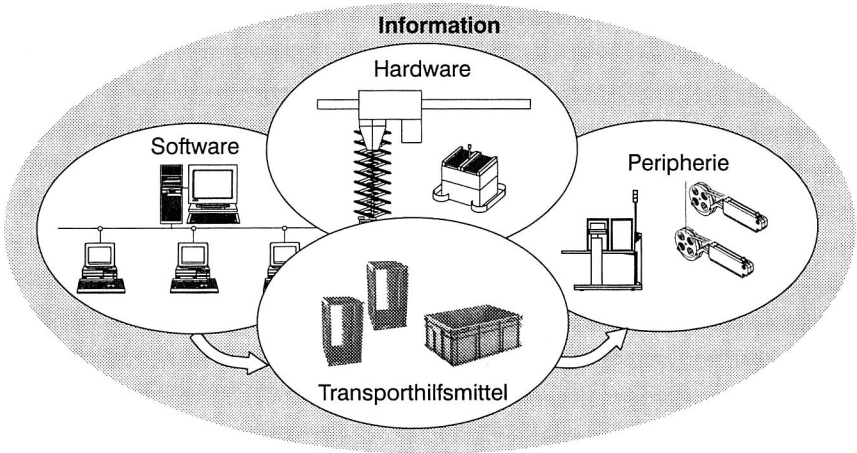 Information
Hardware
Software
Peripherie
Transporthilfsmittel